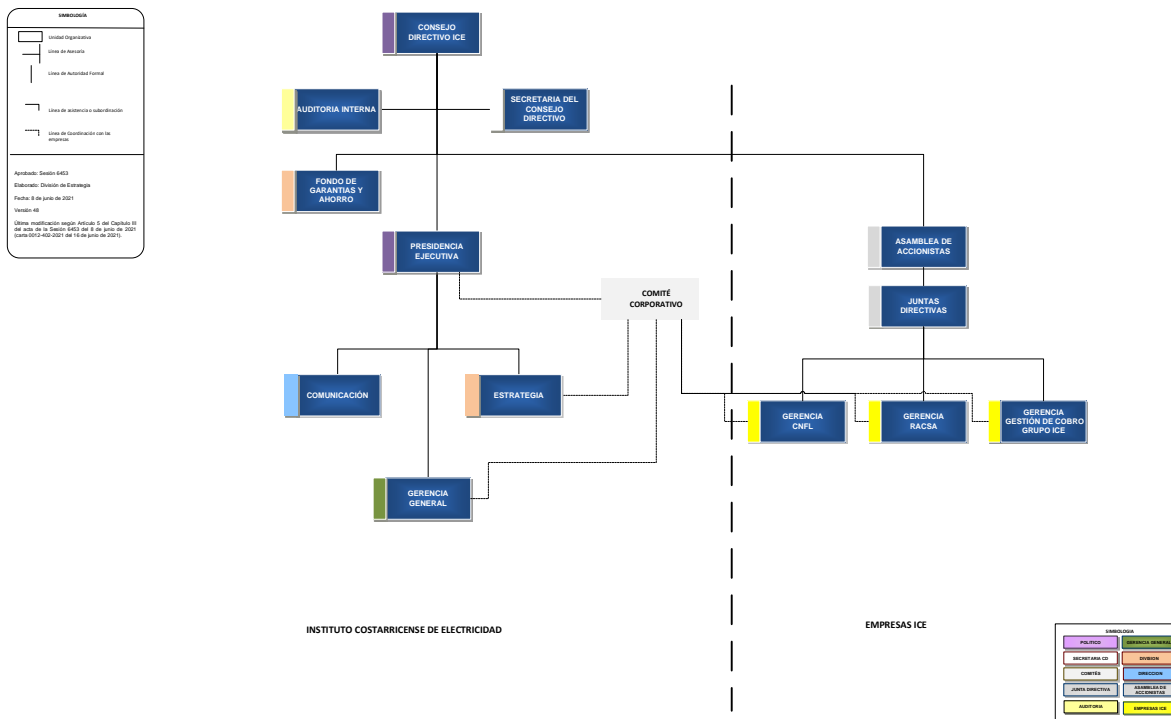 SIMBOLOGÍA
Unidad Organizativa
Línea de Asesoría
Línea de Autoridad Formal
Línea de asistencia o subordinación
Línea de Coordinación con las
empresas
Aprobado: Sesión 6453
Elaborado: División de Estrategia
Fecha: 8 de junio de 2021
Versión 48
Última modificación según Artículo 5 del Capítulo III
del acta de la Sesión 6453 del 8 de junio de 2021
(carta 0012-402-2021 del 16 de junio de 2021).
CONSEJO
DIRECTIVO ICE
AUDITORIA INTERNA
SECRETARIA DEL
CONSEJO
DIRECTIVO
FONDO DE
GARANTIAS Y
AHORRO
PRESIDENCIA
EJECUTIVA
ASAMBLEA DE
ACCIONISTAS
COMITÉ
CORPORATIVO
JUNTAS
DIRECTIVAS
COMUNICACIÓN
ESTRATEGIA
GERENCIA
CNFL
GERENCIA
RACSA
GERENCIA
GESTIÓN DE COBRO
GRUPO ICE
GERENCIA
GENERAL
INSTITUTO COSTARRICENSE DE ELECTRICIDAD
EMPRESAS ICE
SIMBOLOGIA
POLITICO
GERENCIA GENERAL
SECRETARIA CD
DIVISION
COMITÉS
DIRECCION
JUNTA DIRECTIVA
ASAMBLEA DE
ACCIONISTAS
AUDITORIA
EMPRESAS ICE